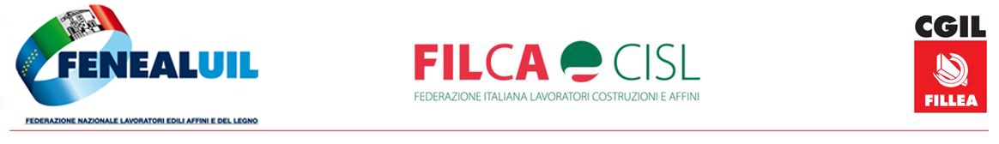 FENEALUIL
FEDERAZIONE NAZIONALE LAVORATORI EDILI AFFINI E DEL LEGNO
FILCA CISL
FEDERAZIONE ITALIANA LAVORATORI COSTRUZIONI E AFFINI
CGIL
FILLEA